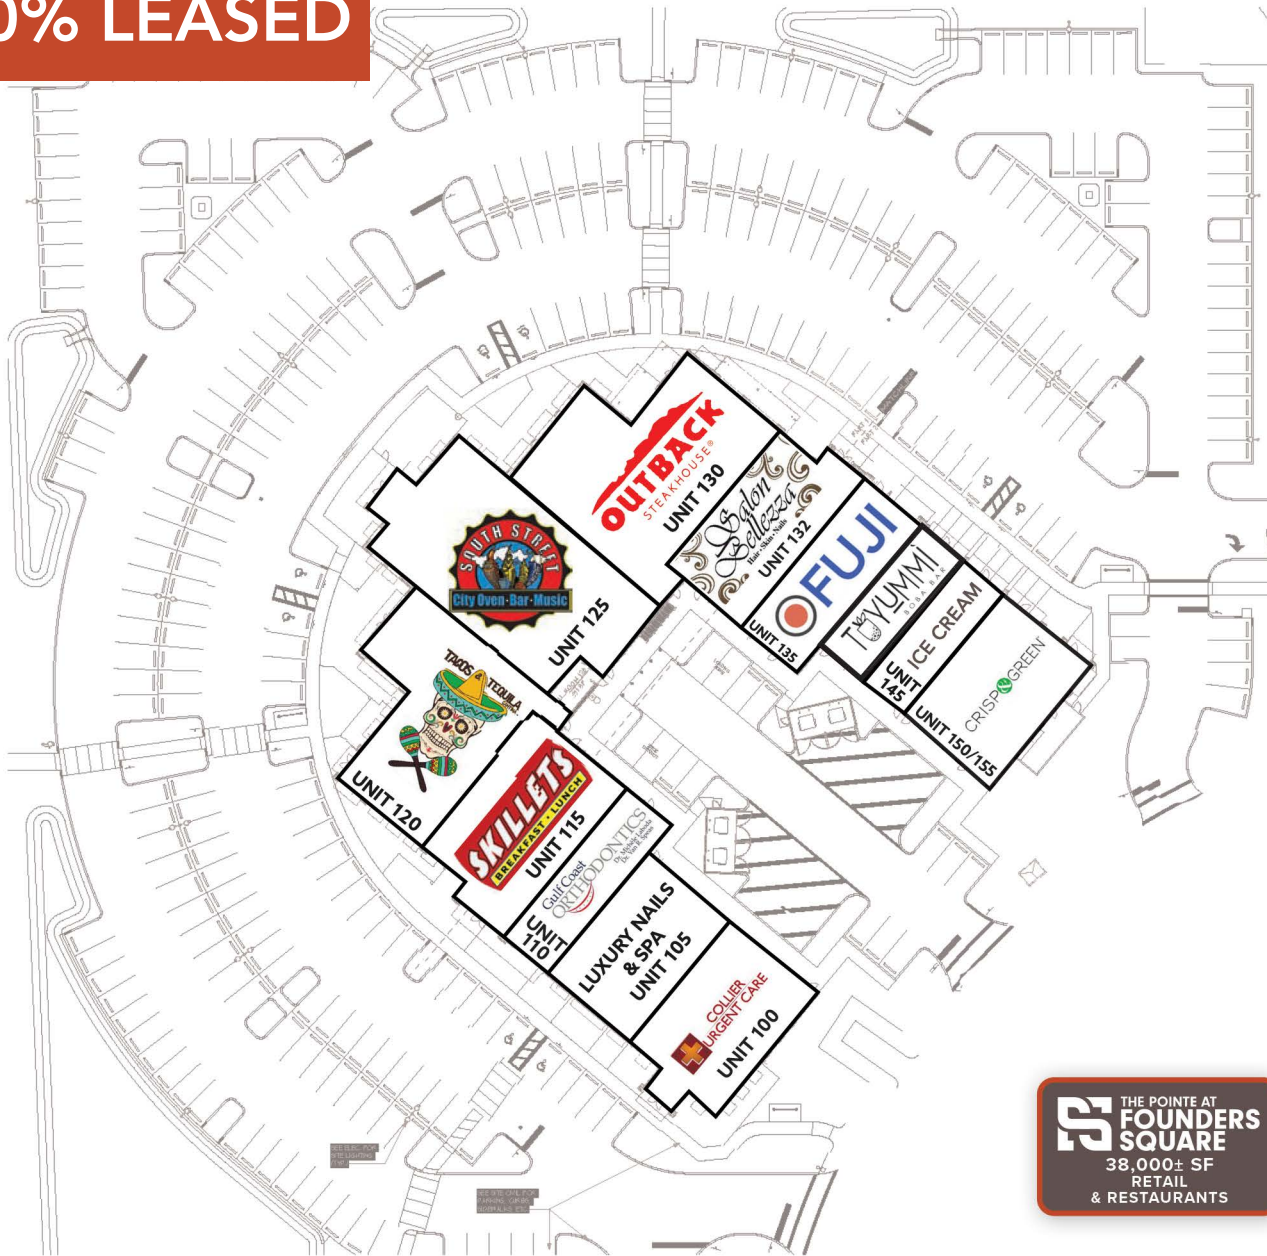 0% LEASED
OUTBACK
STEAKHOUSE®
UNIT 130
Salon
Bellezza
Hair • Skin • Nails
UNIT 132
FUJI
UNIT 135
YUMMI
BOBA BAR
ICE CREAM
UNIT
145
CRISP & GREEN
UNIT 150/155
SOUTH STREET
City Oven•Bar•Music
UNIT 125
TACOS & TEQUILA
UNIT 120
SKILLETS
BREAKFAST • LUNCH
UNIT 115
Gulf Coast
ORTHODONTICS
UNIT
110
LUXURY NAILS
& SPA
UNIT 105
COLLIER
URGENT CARE
UNIT 100
THE POINTE AT
FOUNDERS
SQUARE
38,000± SF
RETAIL
& RESTAURANTS